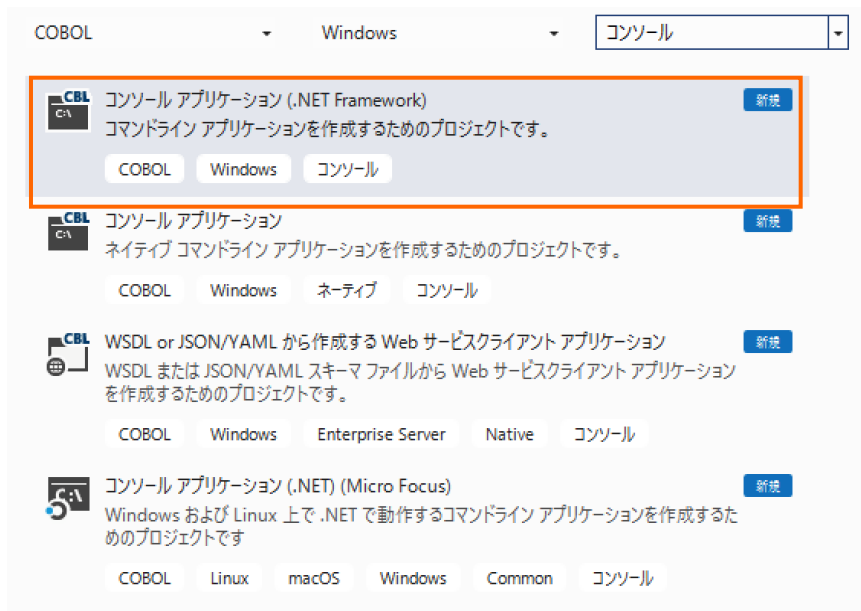 COBOL Windows コンソール
CBL コンソール アプリケーション (.NET Framework) 新規
C:\ コマンドライン アプリケーションを作成するためのプロジェクトです。
COBOL Windows コンソール
CBL コンソール アプリケーション 新規
C:\ ネイティブ コマンドライン アプリケーションを作成するためのプロジェクトです。
COBOL Windows ネーティブ コンソール
CBL WSDL or JSON/YAML から作成する Web サービスクライアント アプリケーション 新規
WSDL または JSON/YAML スキーマ ファイルから Web サービスクライアント アプリケーション
を作成するためのプロジェクトです。
COBOL Windows Enterprise Server Native コンソール
C:\ コンソール アプリケーション (.NET) (Micro Focus) 新規
Windows および Linux 上で .NET で動作するコマンドライン アプリケーションを作成するた
めのプロジェクトです
COBOL Linux macOS Windows Common コンソール